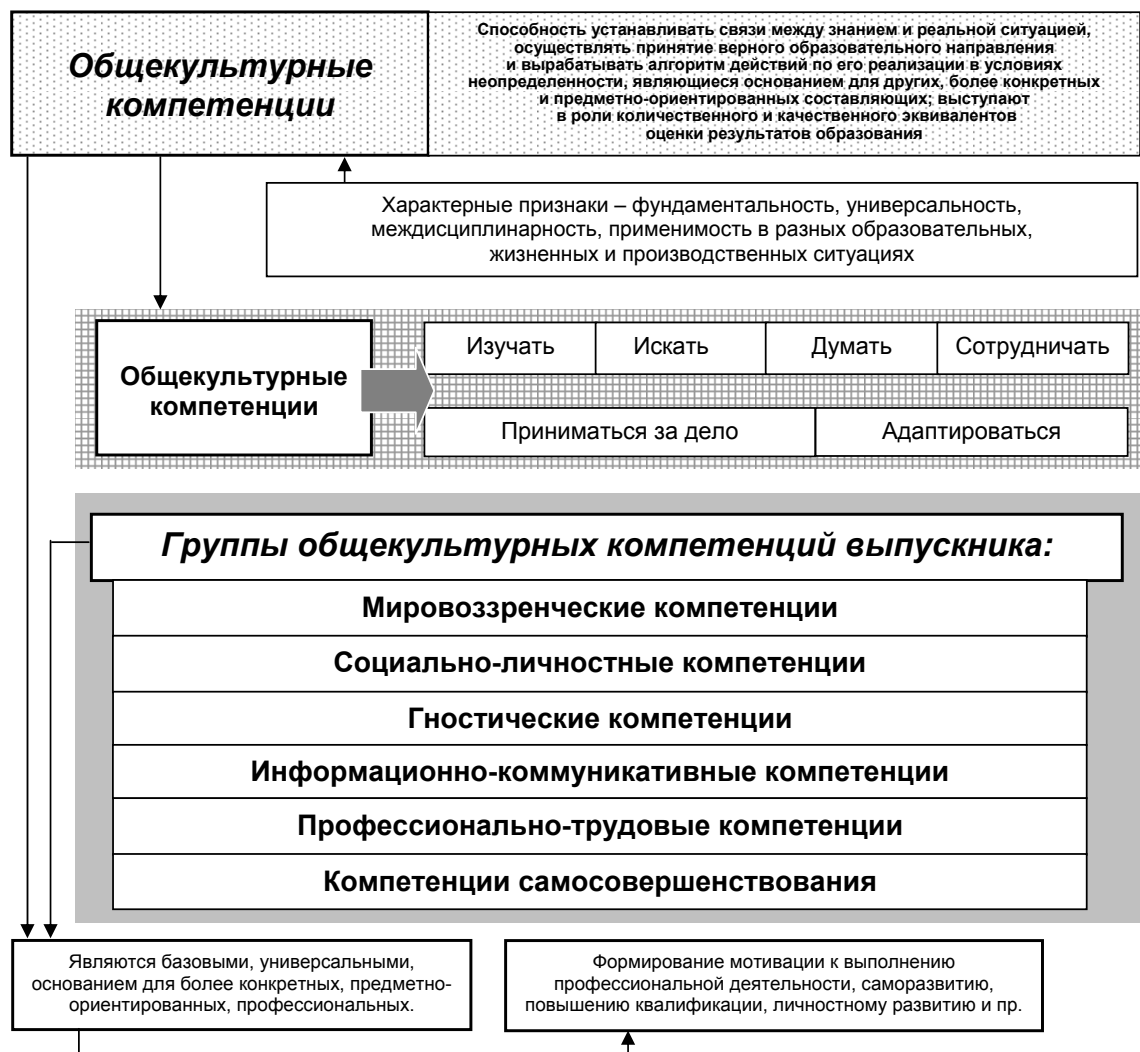 Общекультурные
компетенции
Способность устанавливать связи между знанием и реальной ситуацией,
осуществлять принятие верного образовательного направления
и вырабатывать алгоритм действий по его реализации в условиях
неопределенности, являющиеся основанием для других, более конкретных
и предметно-ориентированных составляющих; выступают
в роли количественного и качественного эквивалентов
оценки результатов образования
Характерные признаки – фундаментальность, универсальность,
междисциплинарность, применимость в разных образовательных,
жизненных и производственных ситуациях
Общекультурные
компетенции
Изучать
Искать
Думать
Сотрудничать
Приниматься за дело
Адаптироваться
Группы общекультурных компетенций выпускника:
Мировоззренческие компетенции
Социально-личностные компетенции
Гностические компетенции
Информационно-коммуникативные компетенции
Профессионально-трудовые компетенции
Компетенции самосовершенствования
Являются базовыми, универсальными,
основанием для более конкретных, предметно-
ориентированных, профессиональных.
Формирование мотивации к выполнению
профессиональной деятельности, саморазвитию,
повышению квалификации, личностному развитию и пр.